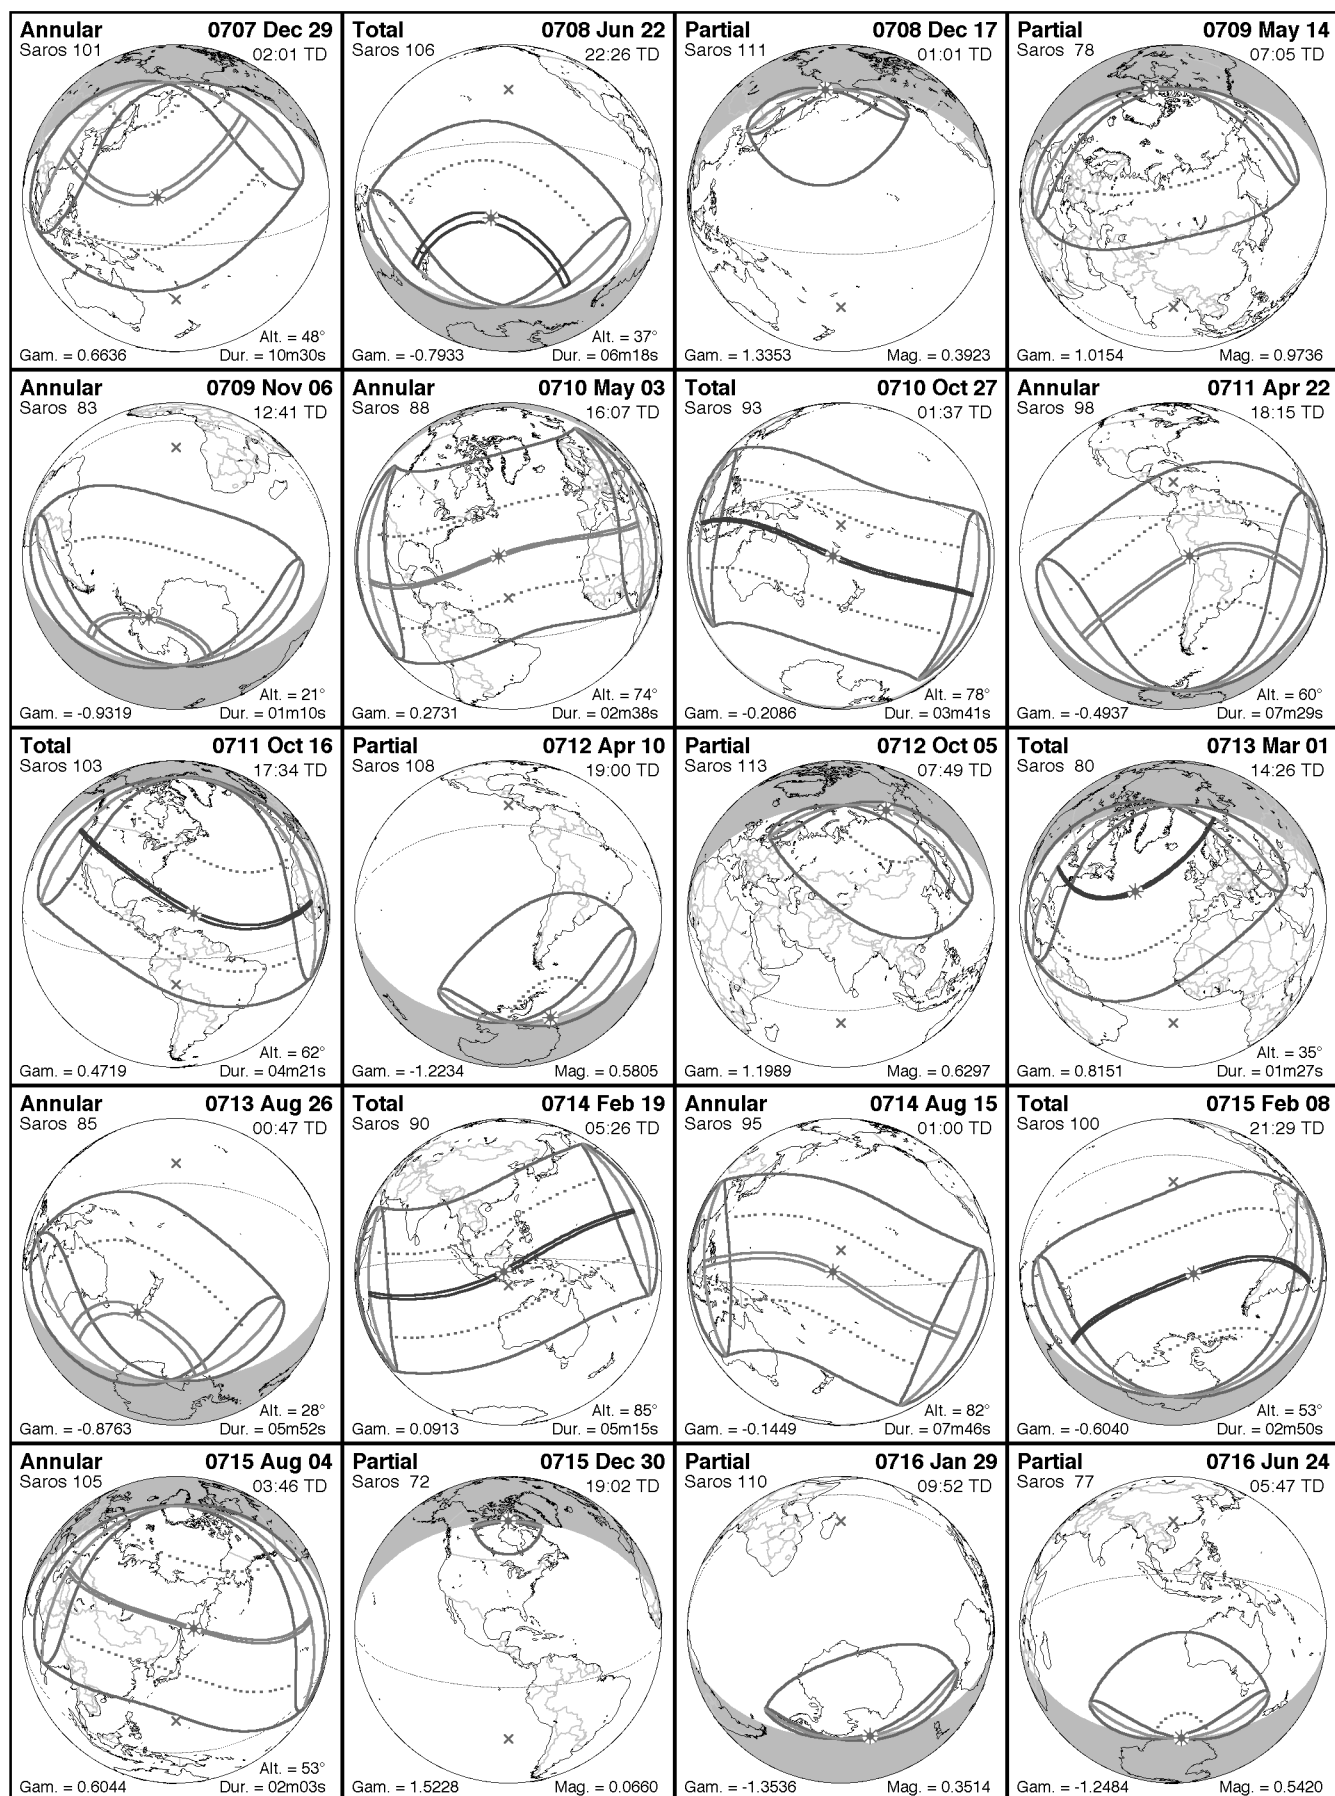 Annular 0707 Dec 29
Saros 101 02:01 TD
Alt. = 48°
Gam. = 0.6636 Dur. = 10m30s
Total 0708 Jun 22
Saros 106 22:26 TD
Alt. = 37°
Gam. = -0.7933 Dur. = 06m18s
Partial 0708 Dec 17
Saros 111 01:01 TD
Gam. = 1.3353 Mag. = 0.3923
Partial 0709 May 14
Saros 78 07:05 TD
Gam. = 1.0154 Mag. = 0.9736
Annular 0709 Nov 06
Saros 83 12:41 TD
Alt. = 21°
Gam. = -0.9319 Dur. = 01m10s
Annular 0710 May 03
Saros 88 16:07 TD
Alt. = 74°
Gam. = 0.2731 Dur. = 02m38s
Total 0710 Oct 27
Saros 93 01:37 TD
Alt. = 78°
Gam. = -0.2086 Dur. = 03m41s
Annular 0711 Apr 22
Saros 98 18:15 TD
Alt. = 60°
Gam. = -0.4937 Dur. = 07m29s
Total 0711 Oct 16
Saros 103 17:34 TD
Alt. = 62°
Gam. = 0.4719 Dur. = 04m21s
Partial 0712 Apr 10
Saros 108 19:00 TD
Gam. = -1.2234 Mag. = 0.5805
Partial 0712 Oct 05
Saros 113 07:49 TD
Gam. = 1.1989 Mag. = 0.6297
Total 0713 Mar 01
Saros 80 14:26 TD
Alt. = 35°
Gam. = 0.8151 Dur. = 01m27s
Annular 0713 Aug 26
Saros 85 00:47 TD
Alt. = 28°
Gam. = -0.8763 Dur. = 05m52s
Total 0714 Feb 19
Saros 90 05:26 TD
Alt. = 85°
Gam. = 0.0913 Dur. = 05m15s
Annular 0714 Aug 15
Saros 95 01:00 TD
Alt. = 82°
Gam. = -0.1449 Dur. = 07m46s
Total 0715 Feb 08
Saros 100 21:29 TD
Alt. = 53°
Gam. = -0.6040 Dur. = 02m50s
Annular 0715 Aug 04
Saros 105 03:46 TD
Alt. = 53°
Gam. = 0.6044 Dur. = 02m03s
Partial 0715 Dec 30
Saros 72 19:02 TD
Gam. = 1.5228 Mag. = 0.0660
Partial 0716 Jan 29
Saros 110 09:52 TD
Gam. = -1.3536 Mag. = 0.3514
Partial 0716 Jun 24
Saros 77 05:47 TD
Gam. = -1.2484 Mag. = 0.5420